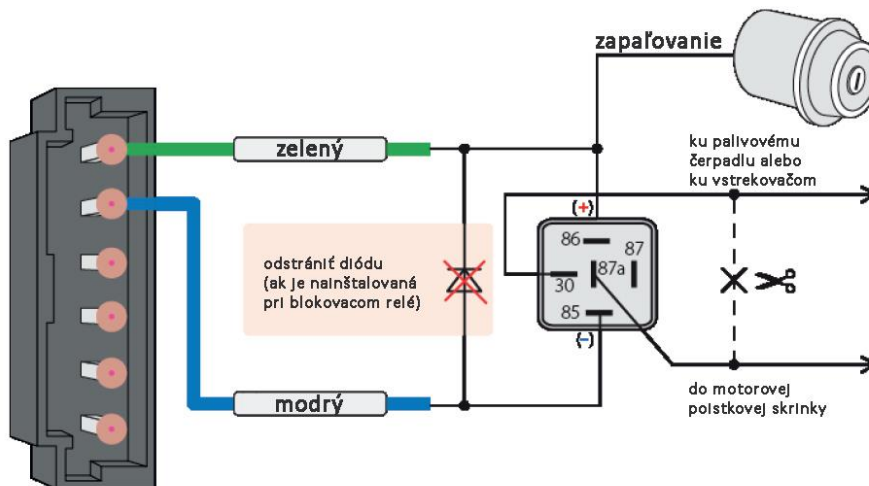 zapaľovanie
zelený
ku palivovému
čerpadlu alebo
ku vstrekovačom
(+)
86
87
87a
30
85
(-)
odstrániť diódu
(ak je nainštalovaná
pri blokovacom relé)
modrý
do motorovej
poistkovej skrinky